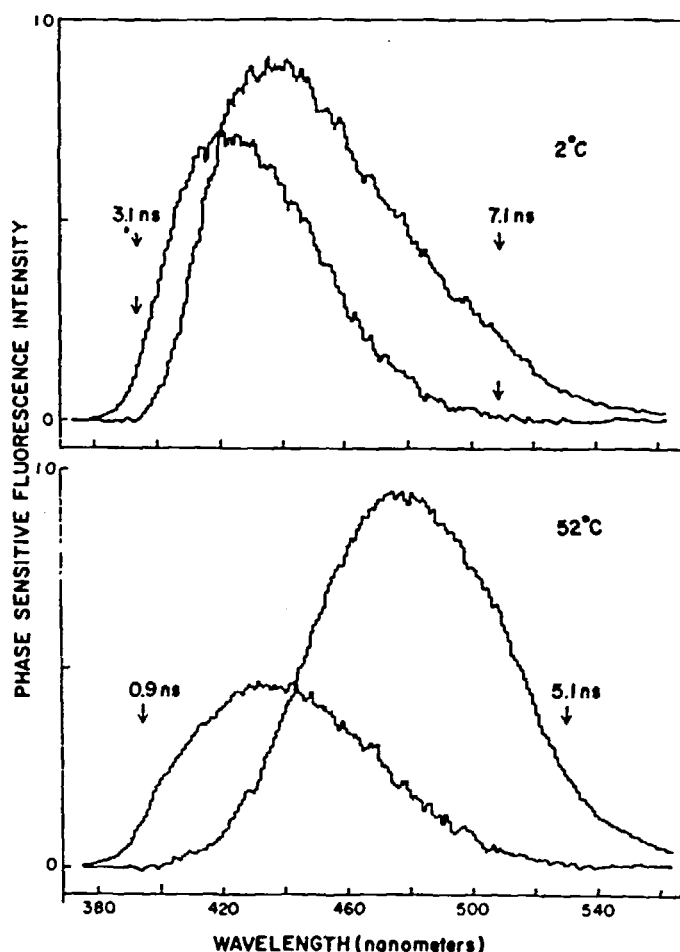 PHASE SENSITIVE FLUORESCENCE INTENSITY
10
2°C
3.1 ns
7.1 ns
0
10
52°C
0.9 ns
5.1 ns
0
380 420 460 500 540
WAVELENGTH (nanometers)